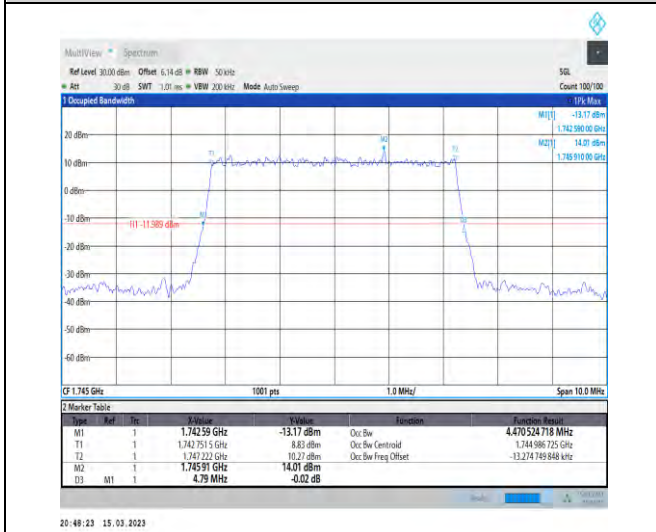 MultiView Spectrum
Ref Level 30.00 dBm Offset 6.14 dB RBW 50 kHz SGL
Att 30 dB SWT 1.01 ms VBW 200 kHz Mode Auto Sweep Count 100/100
1 Occupied Bandwidth 1Pk Max
M1[1] -13.17 dBm
1.742 590 00 GHz
M2[1] 14.01 dBm
1.745 910 00 GHz
20 dBm
M2
T1
T2
10 dBm
0 dBm
-10 dBm
M1
H1 -11.989 dBm
-20 dBm
-30 dBm
-40 dBm
-50 dBm
-60 dBm
CF 1.745 GHz 1001 pts 1.0 MHz/ Span 10.0 MHz
2 Marker Table
Type Ref Trc X-Value Y-Value Function Function Result
M1 1 1.742 59 GHz -13.17 dBm Occ Bw 4.470 524 718 MHz
T1 1 1.742 751 5 GHz 8.83 dBm Occ Bw Centroid 1.744 986 725 GHz
T2 1 1.747 222 GHz 10.27 dBm Occ Bw Freq Offset -13.274 749 848 kHz
M2 1 1.745 91 GHz 14.01 dBm
D3 M1 1 4.79 MHz -0.02 dB
20:48:23 15.03.2023